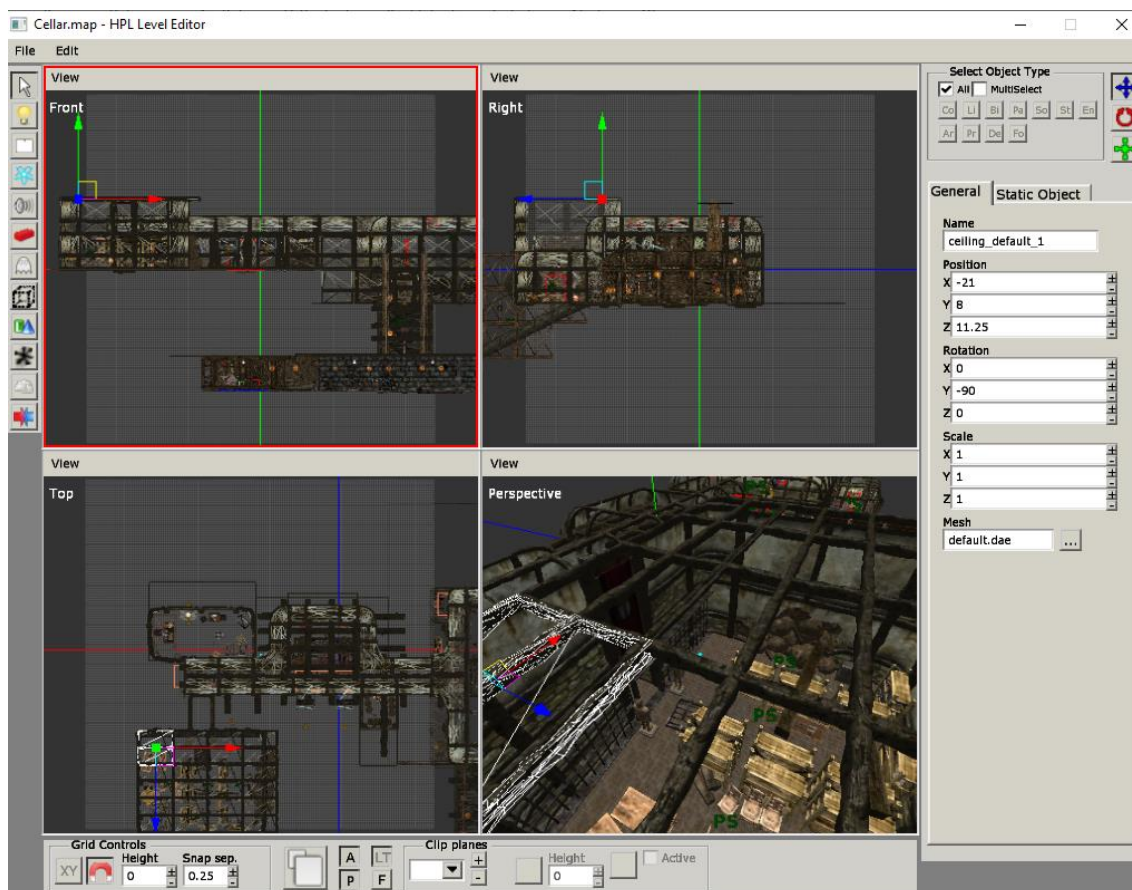 Cellar.map - HPL Level Editor
File Edit
View
Front
View
Right
View
Top
View
Perspective
PS
PS
S
PS
PS
PS
Select Object Type
All MultiSelect
Co Li Bi Pa So St En
Ar Pr De Fo
General Static Object
Name
ceiling_default_1
Position
X -21
Y 8
Z 11.25
Rotation
X 0
Y -90
Z 0
Scale
X 1
Y 1
Z 1
Mesh
default.dae ...
Grid Controls
XY Height 0 Snap sep. 0.25
A LT
P F
Clip planes
+
-
Height
0
Active